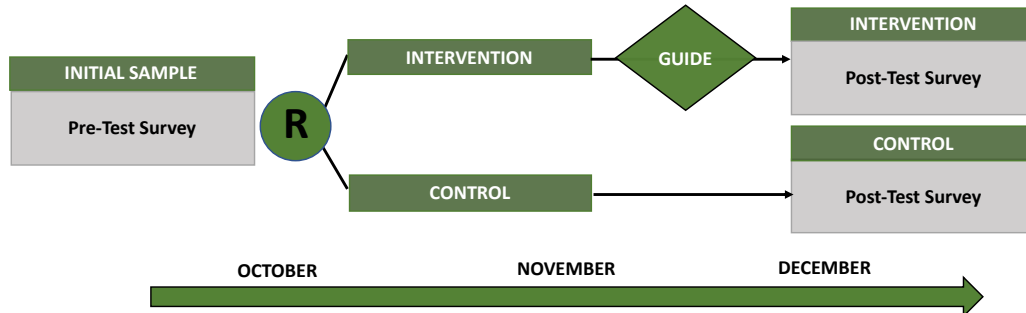 INITIAL SAMPLE
Pre-Test Survey
R
INTERVENTION
GUIDE
INTERVENTION
Post-Test Survey
CONTROL
CONTROL
Post-Test Survey
OCTOBER
NOVEMBER
DECEMBER